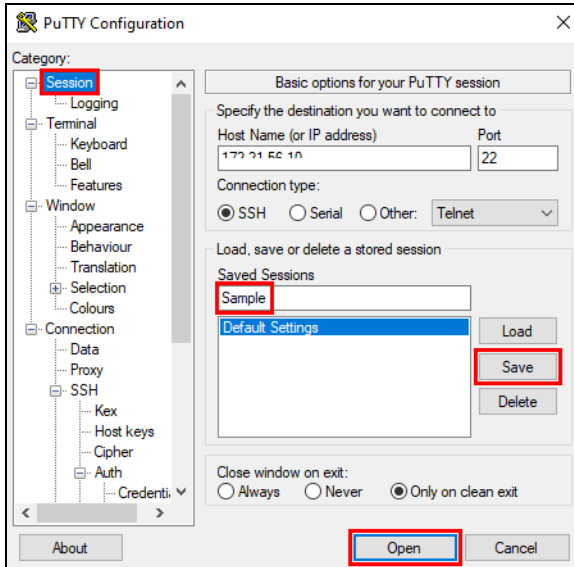 PuTTY Configuration
Category:
Session
Logging
Terminal
Keyboard
Bell
Features
Window
Appearance
Behaviour
Translation
Selection
Colours
Connection
Data
Proxy
SSH
Kex
Host keys
Cipher
Auth
Credenti
Basic options for your PuTTY session
Specify the destination you want to connect to
Host Name (or IP address) Port
22
Connection type:
SSH Serial Other: Telnet
Load, save or delete a stored session
Saved Sessions
Sample
Default Settings
Load
Save
Delete
Close window on exit:
Always Never Only on clean exit
About Open Cancel